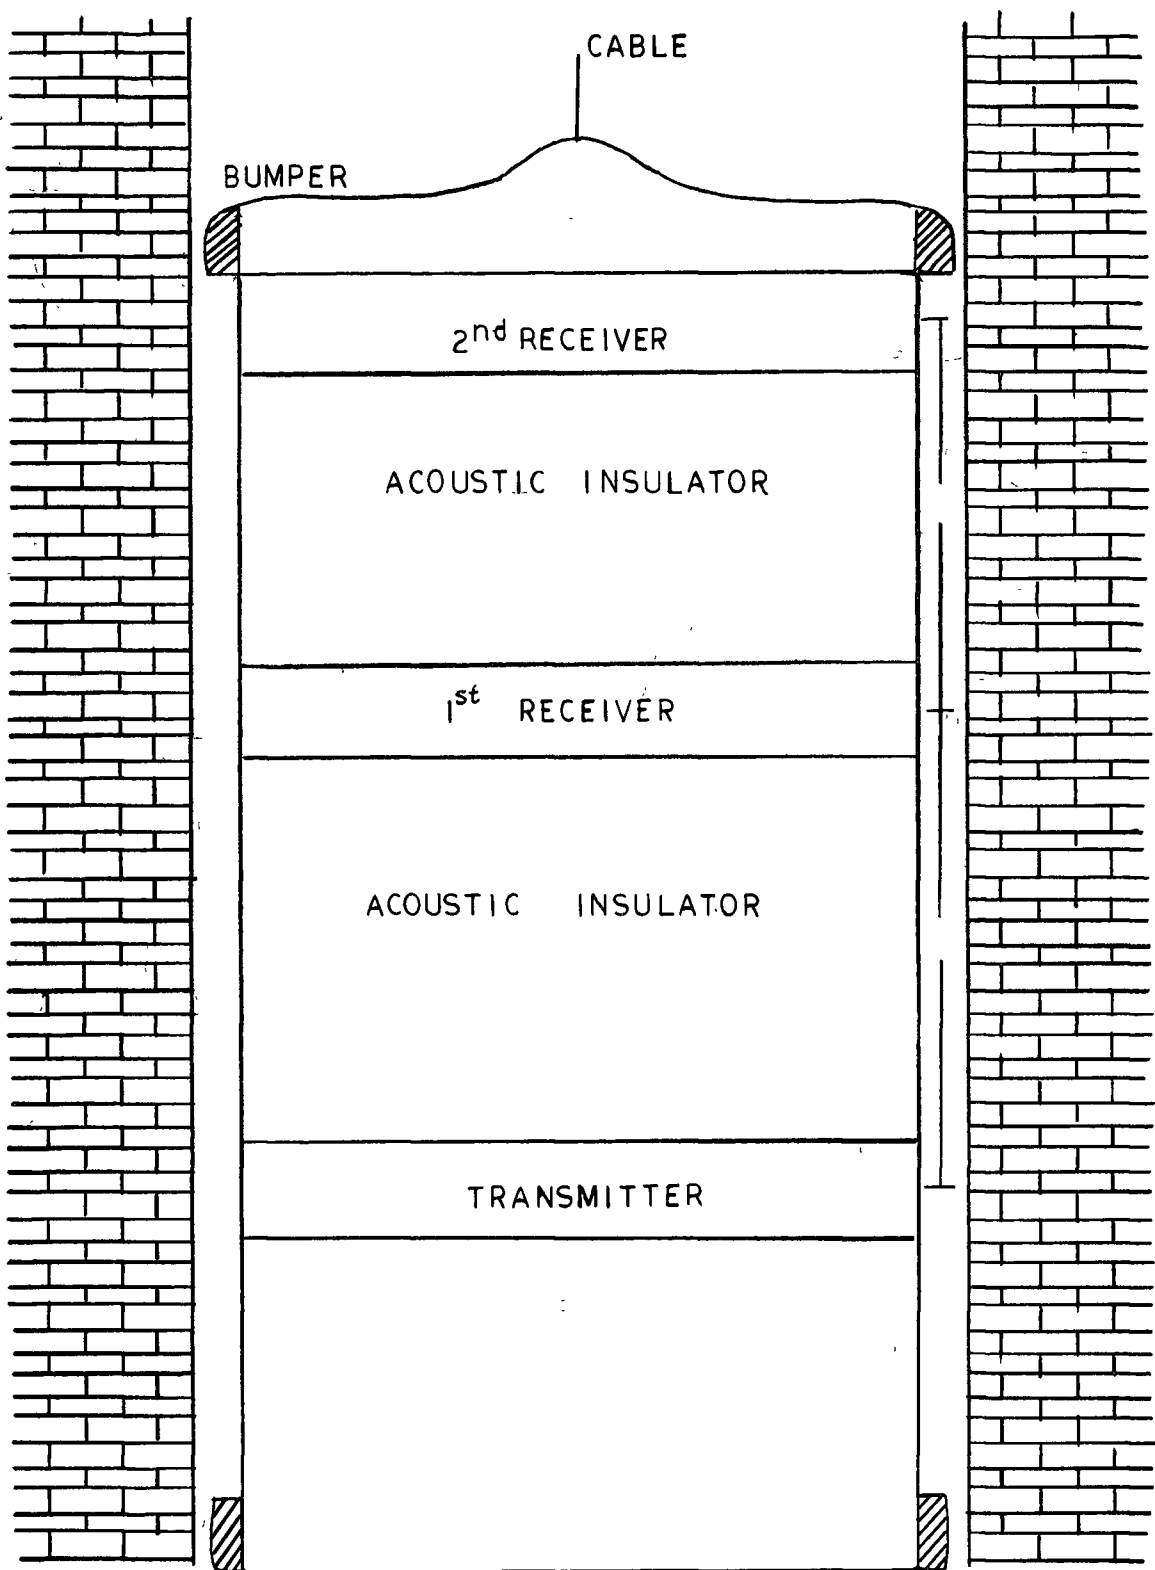 CABLE
BUMPER
2nd RECEIVER
ACOUSTIC INSULATOR
1st RECEIVER
ACOUSTIC INSULATOR
TRANSMITTER